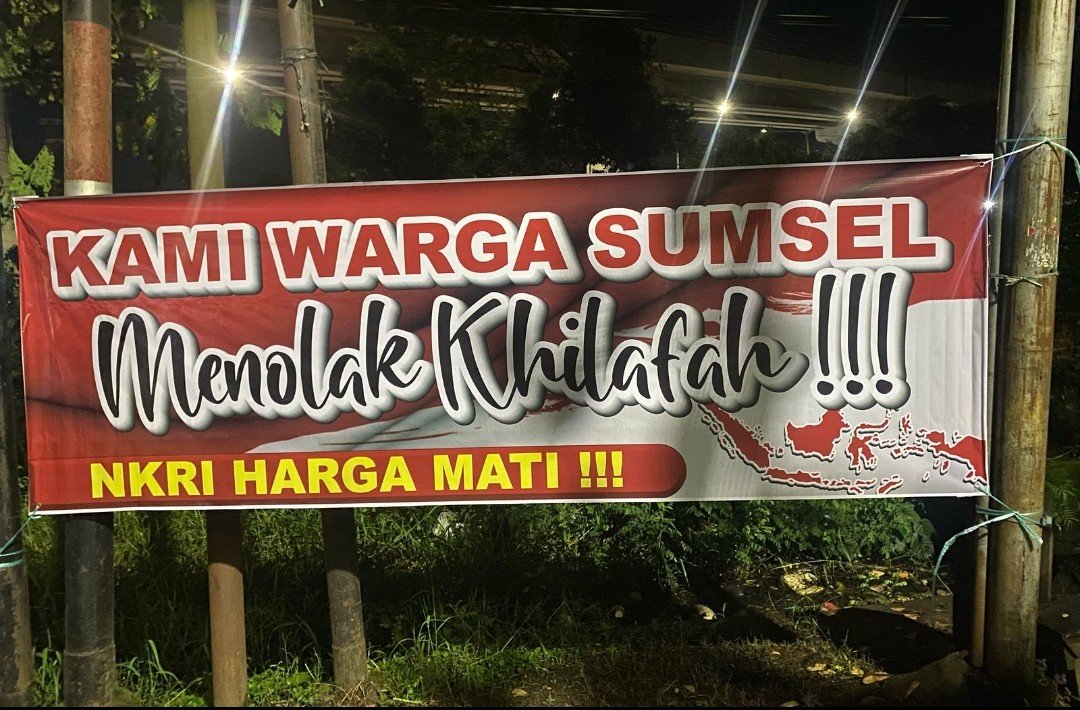 KAMI WARGA SUMSEL
Menolak Khilafah !!!
NKRI HARGA MATI !!!